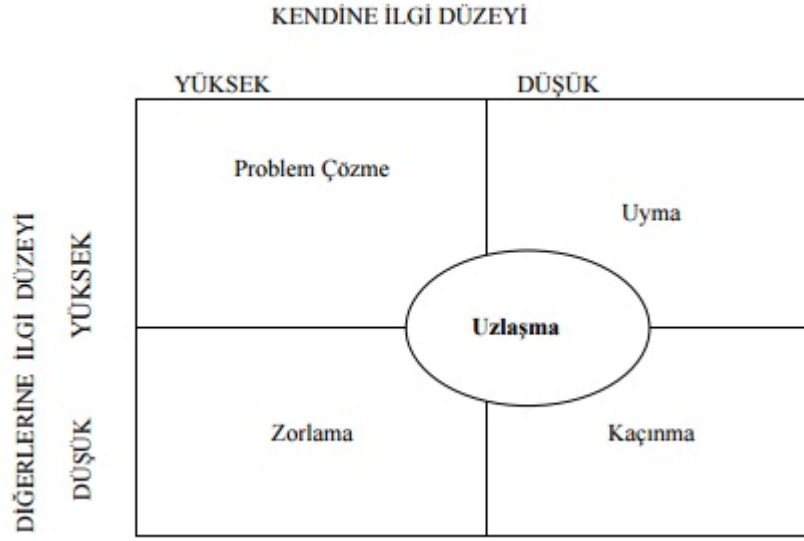 KENDİNE İLGİ DÜZEYİ
YÜKSEK DÜŞÜK
Problem Çözme
Uyma
DİĞERLERİNE İLGİ DÜZEYİ
YÜKSEK
Uzlaşma
DÜŞÜK
Zorlama Kaçınma